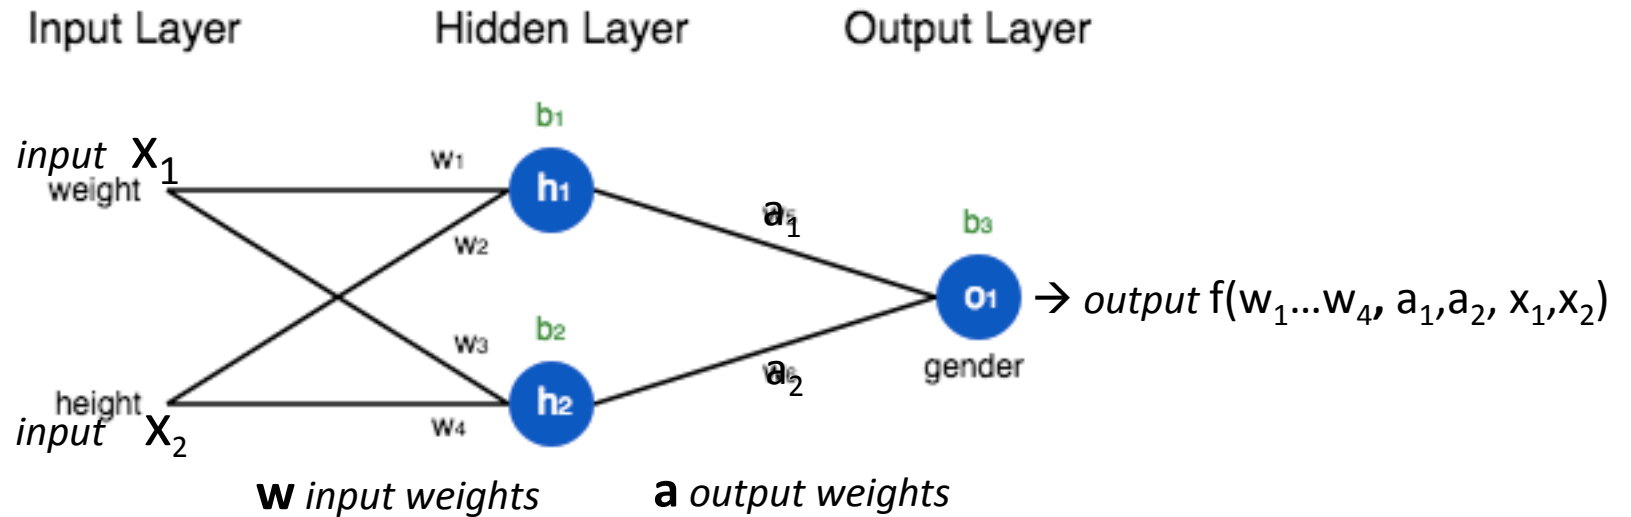 Input Layer
Hidden Layer
Output Layer
b1
input x1
weight
w1
h1
w2
a1
b3
o1
→ output f(w1...w4, a1,a2, x1,x2)
gender
w3
b2
height
input x2
w4
h2
a2
w input weights
a output weights